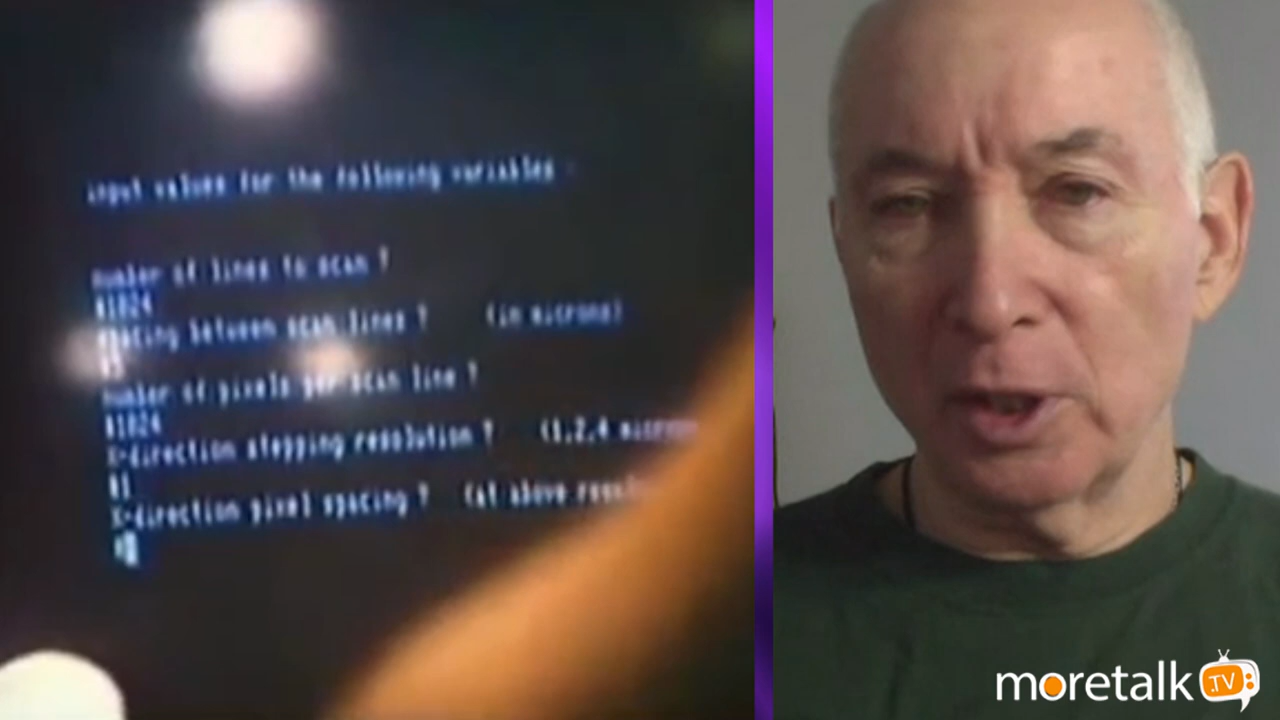 input values for the following variables -
number of lines to scan ?
1024
spacing between scan lines ? (in microns)
number of pixels per scan line ?
1024
X-direction stepping resolution ? (1,2,4 microns
1
X-direction pixel spacing ? (at above
moretalk
.TV